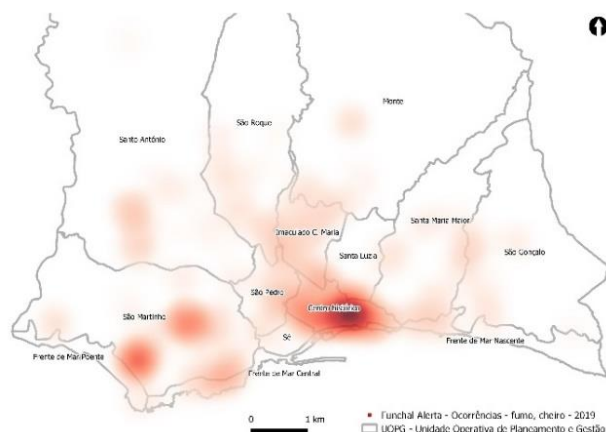 Monte
São Roque
Santo António
Santa Maria Maior
Imaculado C. Maria
Santa Luzia
São Gonçalo
São Pedro
Centro histórico
São Martinho
Sé
Frente de Mar Nascente
Frente de Mar Poente
Frente de Mar Central
0 1 km
Funchal Alerta - Ocorrências - fumo, cheiro - 2019
UOPG - Unidade Operativa de Planeamento e Gestão